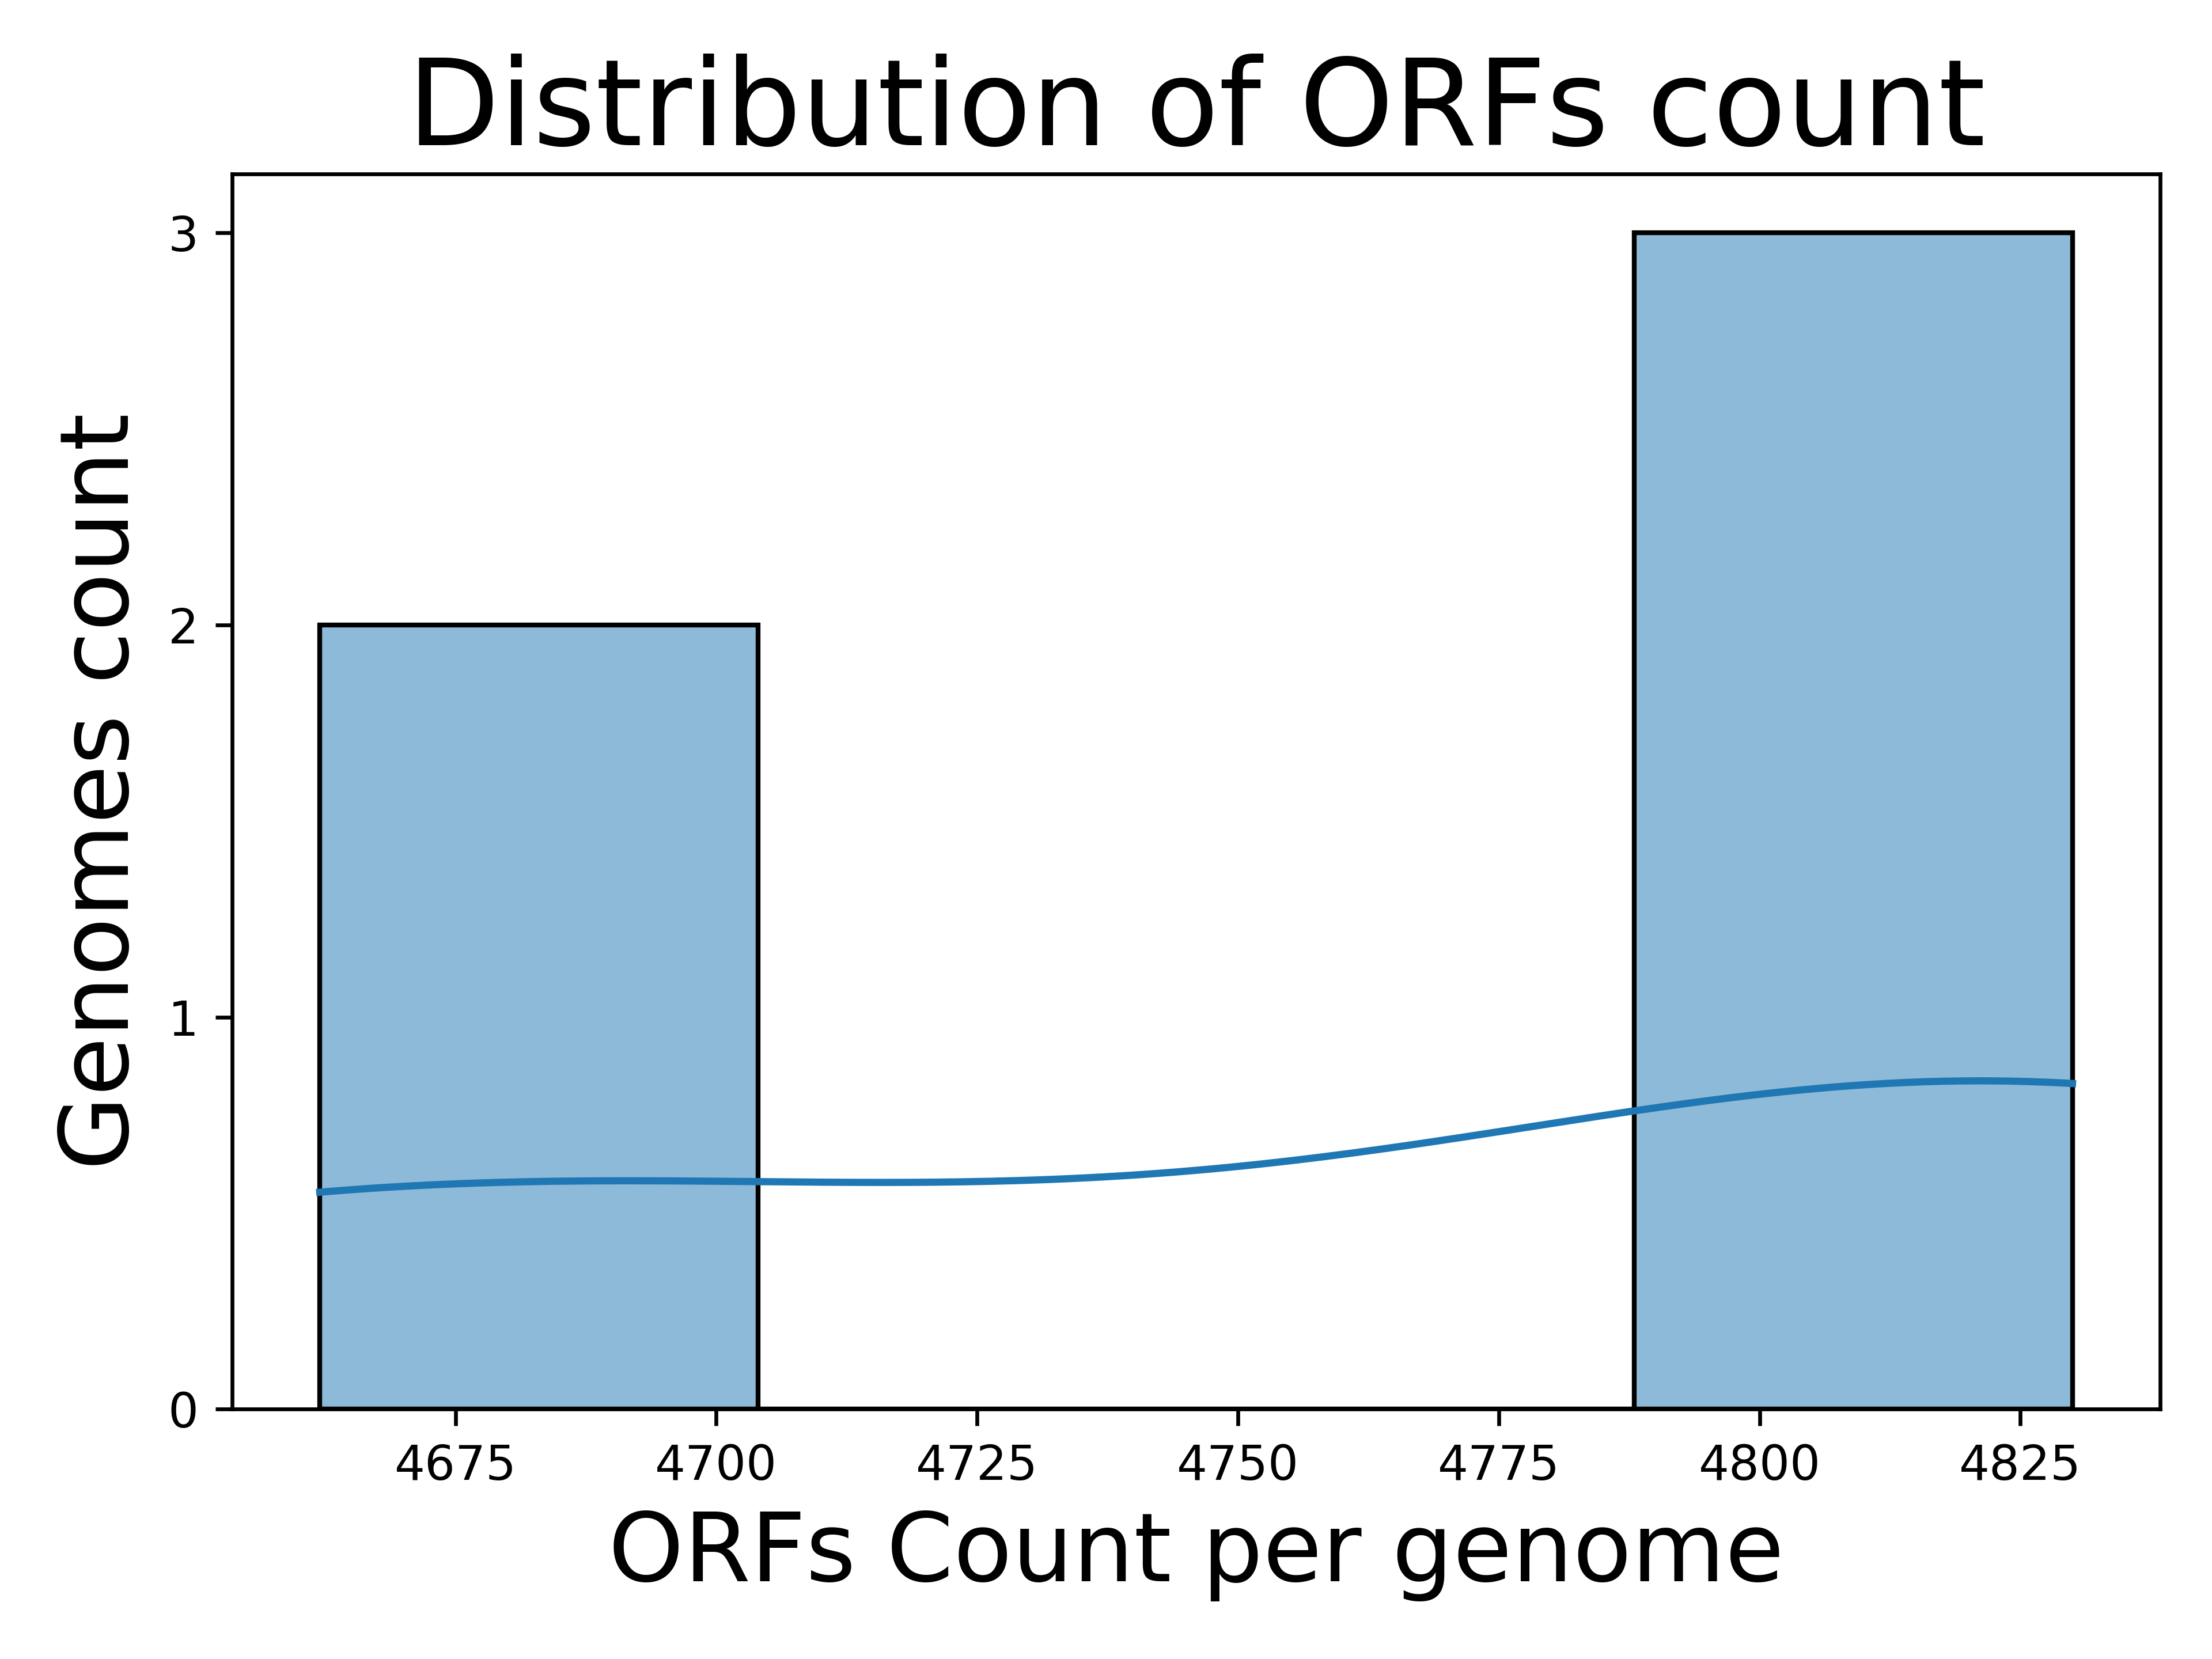 Distribution of ORFs count
Genomes count
3
2
1
0
4675 4700 4725 4750 4775 4800 4825
ORFs Count per genome